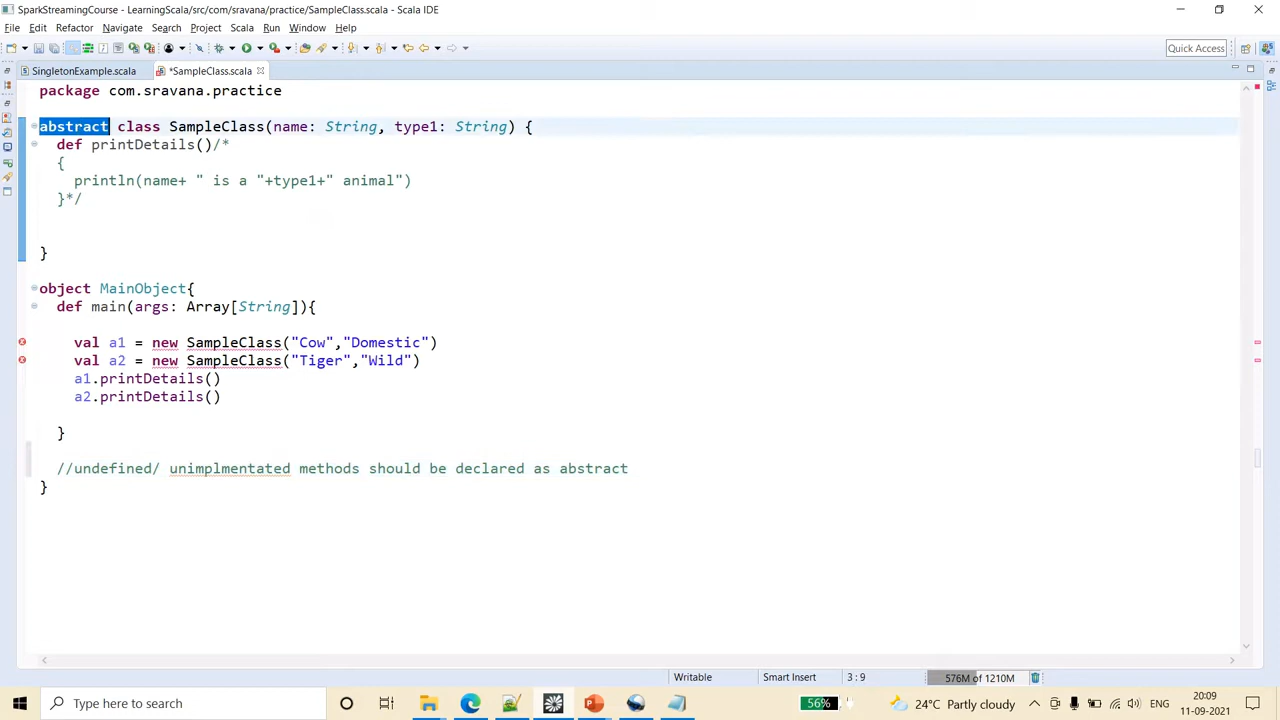 SparkStreamingCourse - LearningScala/src/com/sravana/practice/SampleClass.scala - Scala IDE
File Edit Refactor Navigate Search Project Scala Run Window Help
Quick Access
SingletonExample.scala *SampleClass.scala
package com.sravana.practice
abstract class SampleClass(name: String, type1: String) {
def printDetails()/*
{
println(name+ " is a "+type1+" animal")
}*/
}
object MainObject{
def main(args: Array[String]){
val a1 = new SampleClass("Cow","Domestic")
val a2 = new SampleClass("Tiger","Wild")
a1.printDetails()
a2.printDetails()
}
//undefined/ unimplmentated methods should be declared as abstract
}
Writable Smart Insert 3 : 9 576M of 1210M
Type here to search 56% 24°C Partly cloudy ENG 20:09
11-09-2021